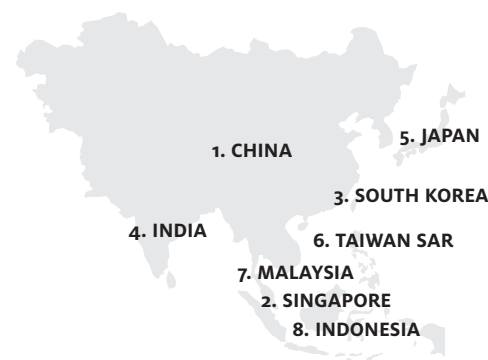 1. CHINA
5. JAPAN
3. SOUTH KOREA
4. INDIA
6. TAIWAN SAR
7. MALAYSIA
2. SINGAPORE
8. INDONESIA